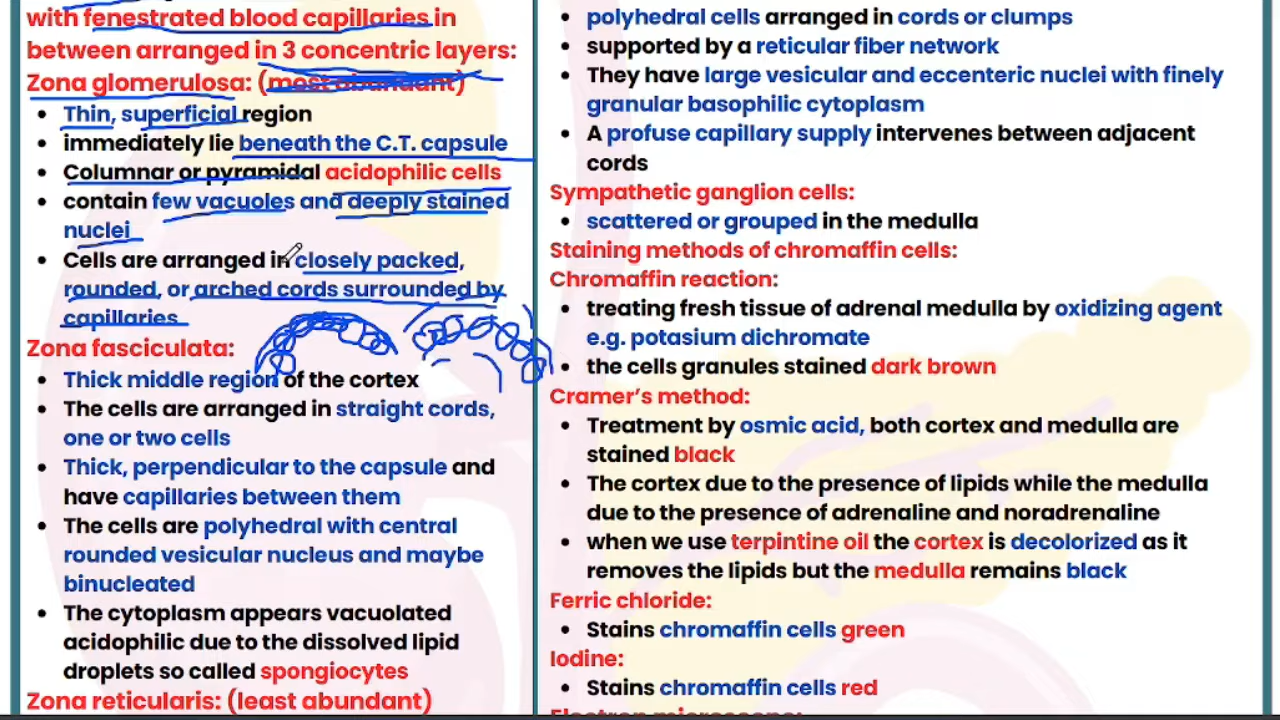 with fenestrated blood capillaries in
between arranged in 3 concentric layers:
Zona glomerulosa: (most abundant)
• Thin, superficial region
• immediately lie beneath the C.T. capsule
• Columnar or pyramidal acidophilic cells
• contain few vacuoles and deeply stained
nuclei
• Cells are arranged in closely packed,
rounded, or arched cords surrounded by
capillaries
Zona fasciculata:
• Thick middle region of the cortex
• The cells are arranged in straight cords,
one or two cells
• Thick, perpendicular to the capsule and
have capillaries between them
• The cells are polyhedral with central
rounded vesicular nucleus and maybe
binucleated
• The cytoplasm appears vacuolated
acidophilic due to the dissolved lipid
droplets so called spongiocytes
Zona reticularis: (least abundant)
• polyhedral cells arranged in cords or clumps
• supported by a reticular fiber network
• They have large vesicular and eccenteric nuclei with finely
granular basophilic cytoplasm
• A profuse capillary supply intervenes between adjacent
cords
Sympathetic ganglion cells:
• scattered or grouped in the medulla
Staining methods of chromaffin cells:
Chromaffin reaction:
• treating fresh tissue of adrenal medulla by oxidizing agent
e.g. potasium dichromate
• the cells granules stained dark brown
Cramer's method:
• Treatment by osmic acid, both cortex and medulla are
stained black
• The cortex due to the presence of lipids while the medulla
due to the presence of adrenaline and noradrenaline
• when we use terpintine oil the cortex is decolorized as it
removes the lipids but the medulla remains black
Ferric chloride:
• Stains chromaffin cells green
Iodine:
• Stains chromaffin cells red